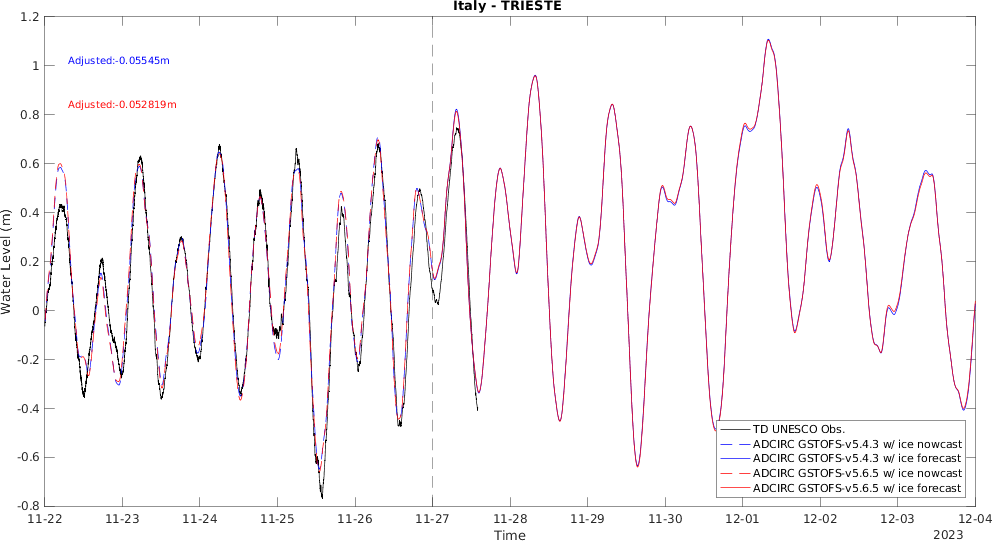 Italy - TRIESTE
1.2
1
0.8
0.6
0.4
0.2
0
-0.2
-0.4
-0.6
-0.8
Water Level (m)
Adjusted:-0.05545m
Adjusted:-0.052819m
TD UNESCO Obs.
ADCIRC GSTOFS-v5.4.3 w/ ice nowcast
ADCIRC GSTOFS-v5.4.3 w/ ice forecast
ADCIRC GSTOFS-v5.6.5 w/ ice nowcast
ADCIRC GSTOFS-v5.6.5 w/ ice forecast
11-22 11-23 11-24 11-25 11-26 11-27 11-28 11-29 11-30 12-01 12-02 12-03 12-04
Time
2023